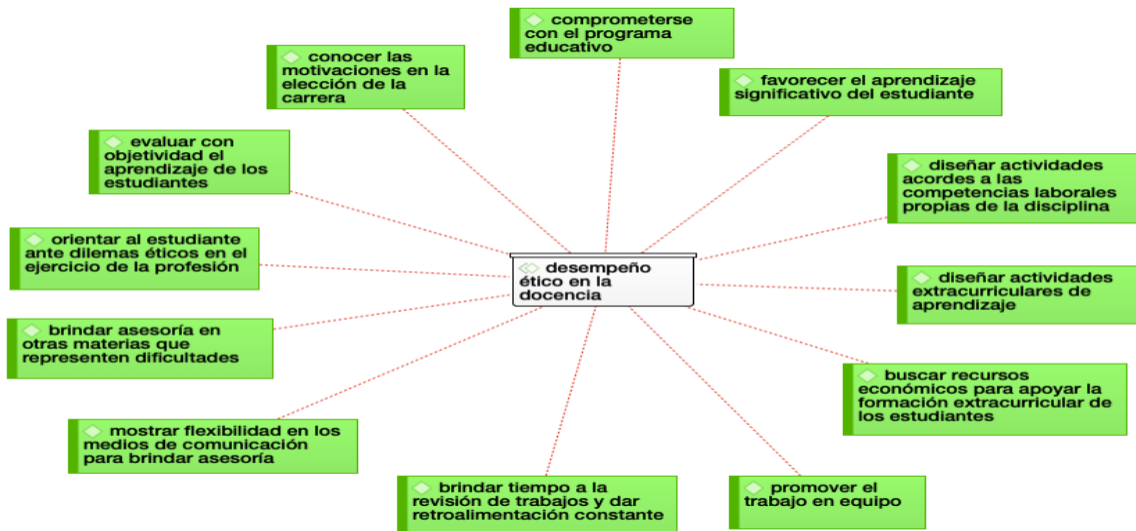 comprometerse
con el programa
educativo
conocer las
motivaciones en la
elección de la
carrera
favorecer el aprendizaje
significativo del estudiante
evaluar con
objetividad el
aprendizaje de los
estudiantes
diseñar actividades
acordes a las
competencias laborales
propias de la disciplina
orientar al estudiante
ante dilemas éticos en el
ejercicio de la profesión
desempeño
ético en la
docencia
diseñar actividades
extracurriculares de
aprendizaje
brindar asesoría en
otras materias que
representen dificultades
buscar recursos
económicos para apoyar la
formación extracurricular de
los estudiantes
mostrar flexibilidad en los
medios de comunicación
para brindar asesoría
brindar tiempo a la
revisión de trabajos y dar
retroalimentación constante
promover el
trabajo en equipo